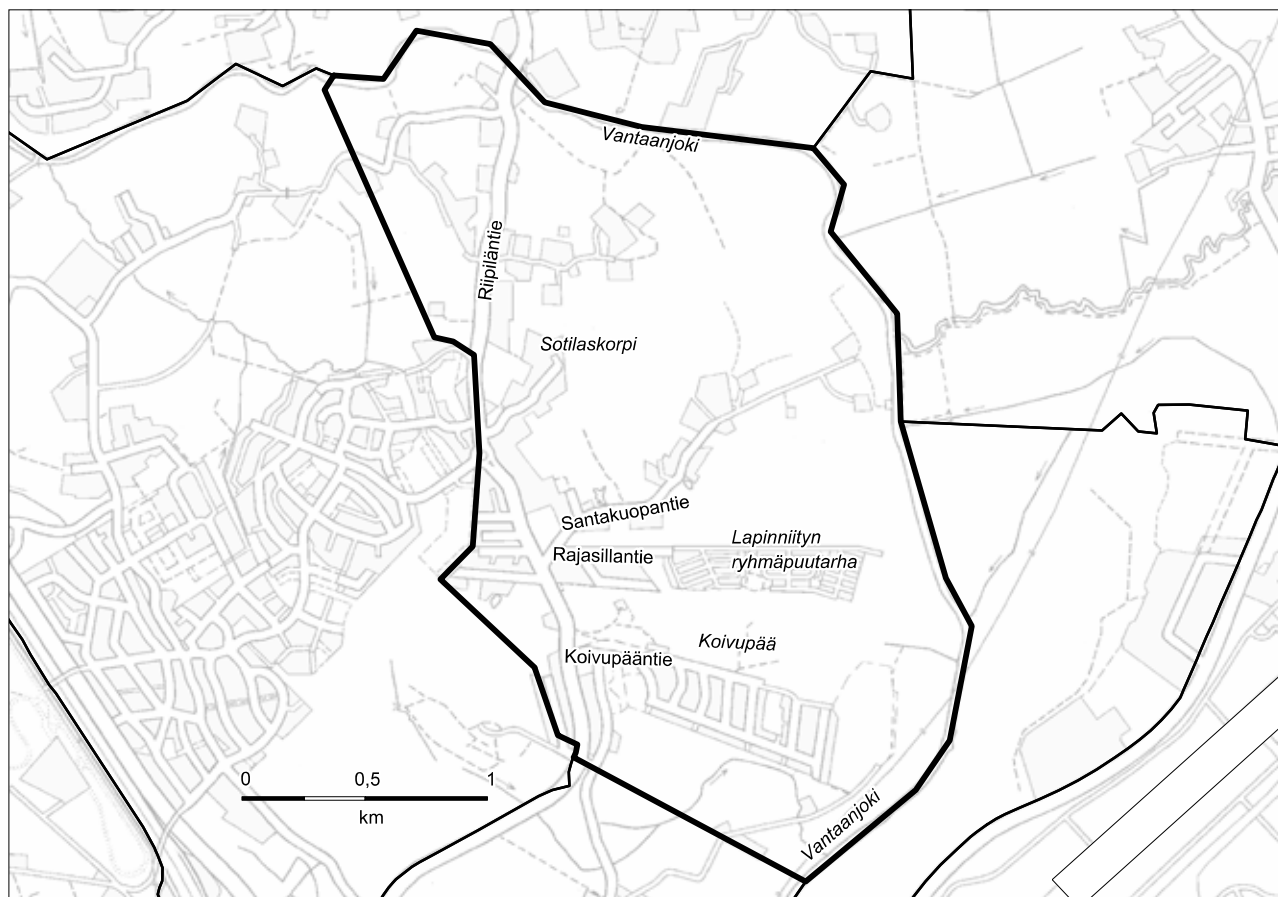 Vantaanjoki
Riipiläntie
Sotilaskorpi
Santakuopantie
Rajasillantie
Lapinniityn
ryhmäpuutarha
Koivupää
Koivupääntie
0 0,5 1
km
Vantaanjoki